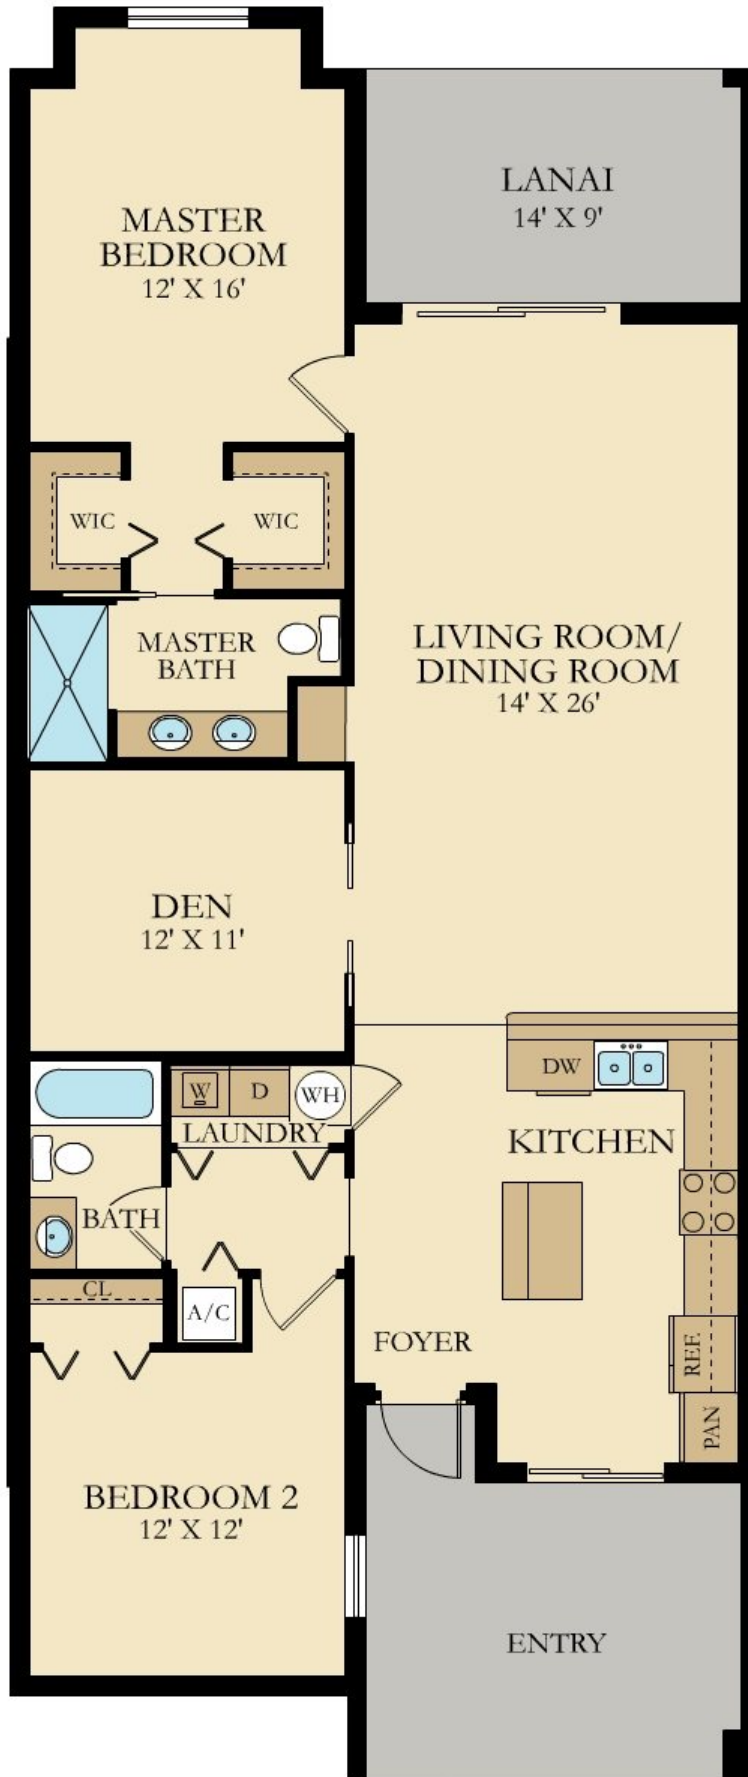 LANAI
14' X 9'
MASTER
BEDROOM
12' X 16'
WIC
WIC
MASTER
BATH
LIVING ROOM/
DINING ROOM
14' X 26'
DEN
12' X 11'
DW
W
D
WH
LAUNDRY
KITCHEN
BATH
CL
A/C
FOYER
REF.
PAN
BEDROOM 2
12' X 12'
ENTRY